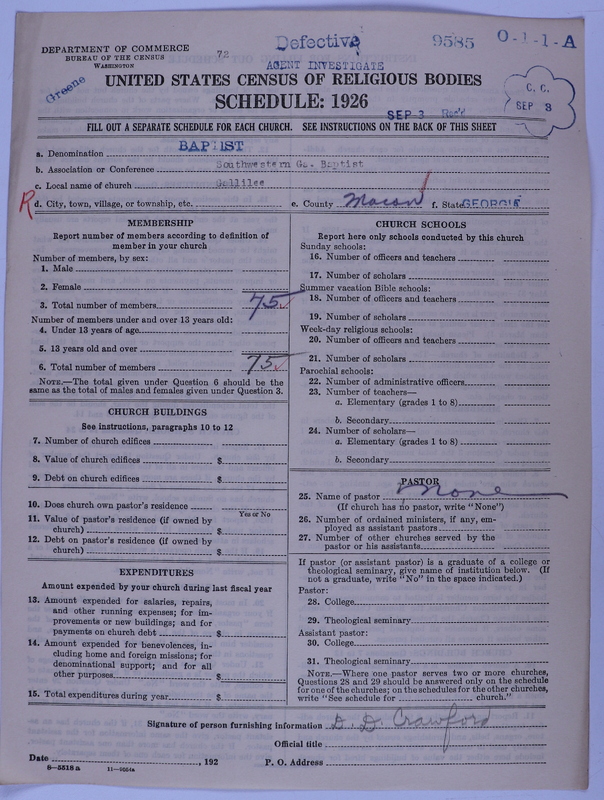 DEPARTMENT OF COMMERCE
BUREAU OF THE CENSUS
WASHINGTON
72
Defective
9585
O-1-1-A
AGENT INVESTIGATE
Greene
UNITED STATES CENSUS OF RELIGIOUS BODIES
SCHEDULE: 1926
C. C.
SEP 3
SEP -3 Rec'd
FILL OUT A SEPARATE SCHEDULE FOR EACH CHURCH. SEE INSTRUCTIONS ON THE BACK OF THIS SHEET
a. Denomination BAPTIST
b. Association or Conference Southwestern Ga. Baptist
c. Local name of church Gallilee
R d. City, town, village, or township, etc. e. County Macon f. State GEORGIA
MEMBERSHIP
Report number of members according to definition of
member in your church
Number of members, by sex:
1. Male
2. Female
3. Total number of members 75
Number of members under and over 13 years old:
4. Under 13 years of age
5. 13 years old and over
6. Total number of members 75
NOTE.—The total given under Question 6 should be the
same as the total of males and females given under Question 3.
CHURCH BUILDINGS
See instructions, paragraphs 10 to 12
7. Number of church edifices
8. Value of church edifices $
9. Debt on church edifices $
10. Does church own pastor's residence
Yes or No
11. Value of pastor's residence (if owned by
church) $
12. Debt on pastor's residence (if owned by
church) $
EXPENDITURES
Amount expended by your church during last fiscal year
13. Amount expended for salaries, repairs,
and other running expenses; for im-
provements or new buildings; and for
payments on church debt $
14. Amount expended for benevolences, in-
cluding home and foreign missions; for
denominational support; and for all
other purposes $
15. Total expenditures during year $
CHURCH SCHOOLS
Report here only schools conducted by this church
Sunday schools:
16. Number of officers and teachers
17. Number of scholars
Summer vacation Bible schools:
18. Number of officers and teachers
19. Number of scholars
Week-day religious schools:
20. Number of officers and teachers
21. Number of scholars
Parochial schools:
22. Number of administrative officers
23. Number of teachers—
a. Elementary (grades 1 to 8)
b. Secondary
24. Number of scholars—
a. Elementary (grades 1 to 8)
b. Secondary
PASTOR
25. Name of pastor None
(If church has no pastor, write "None")
26. Number of ordained ministers, if any, em-
ployed as assistant pastors
27. Number of other churches served by the
pastor or his assistants
If pastor (or assistant pastor) is a graduate of a college or
theological seminary, give name of institution below. (If
not a graduate, write "No" in the space indicated.)
Pastor:
28. College
29. Theological seminary
Assistant pastor:
30. College
31. Theological seminary
NOTE.—Where one pastor serves two or more churches,
Questions 28 and 29 should be answered only on the schedule
for one of the churches; on the schedules for the other churches,
write "See schedule for church."
Signature of person furnishing information D. D. Crawford
Official title
Date , 192 P. O. Address
8—5518 a 11—9054A